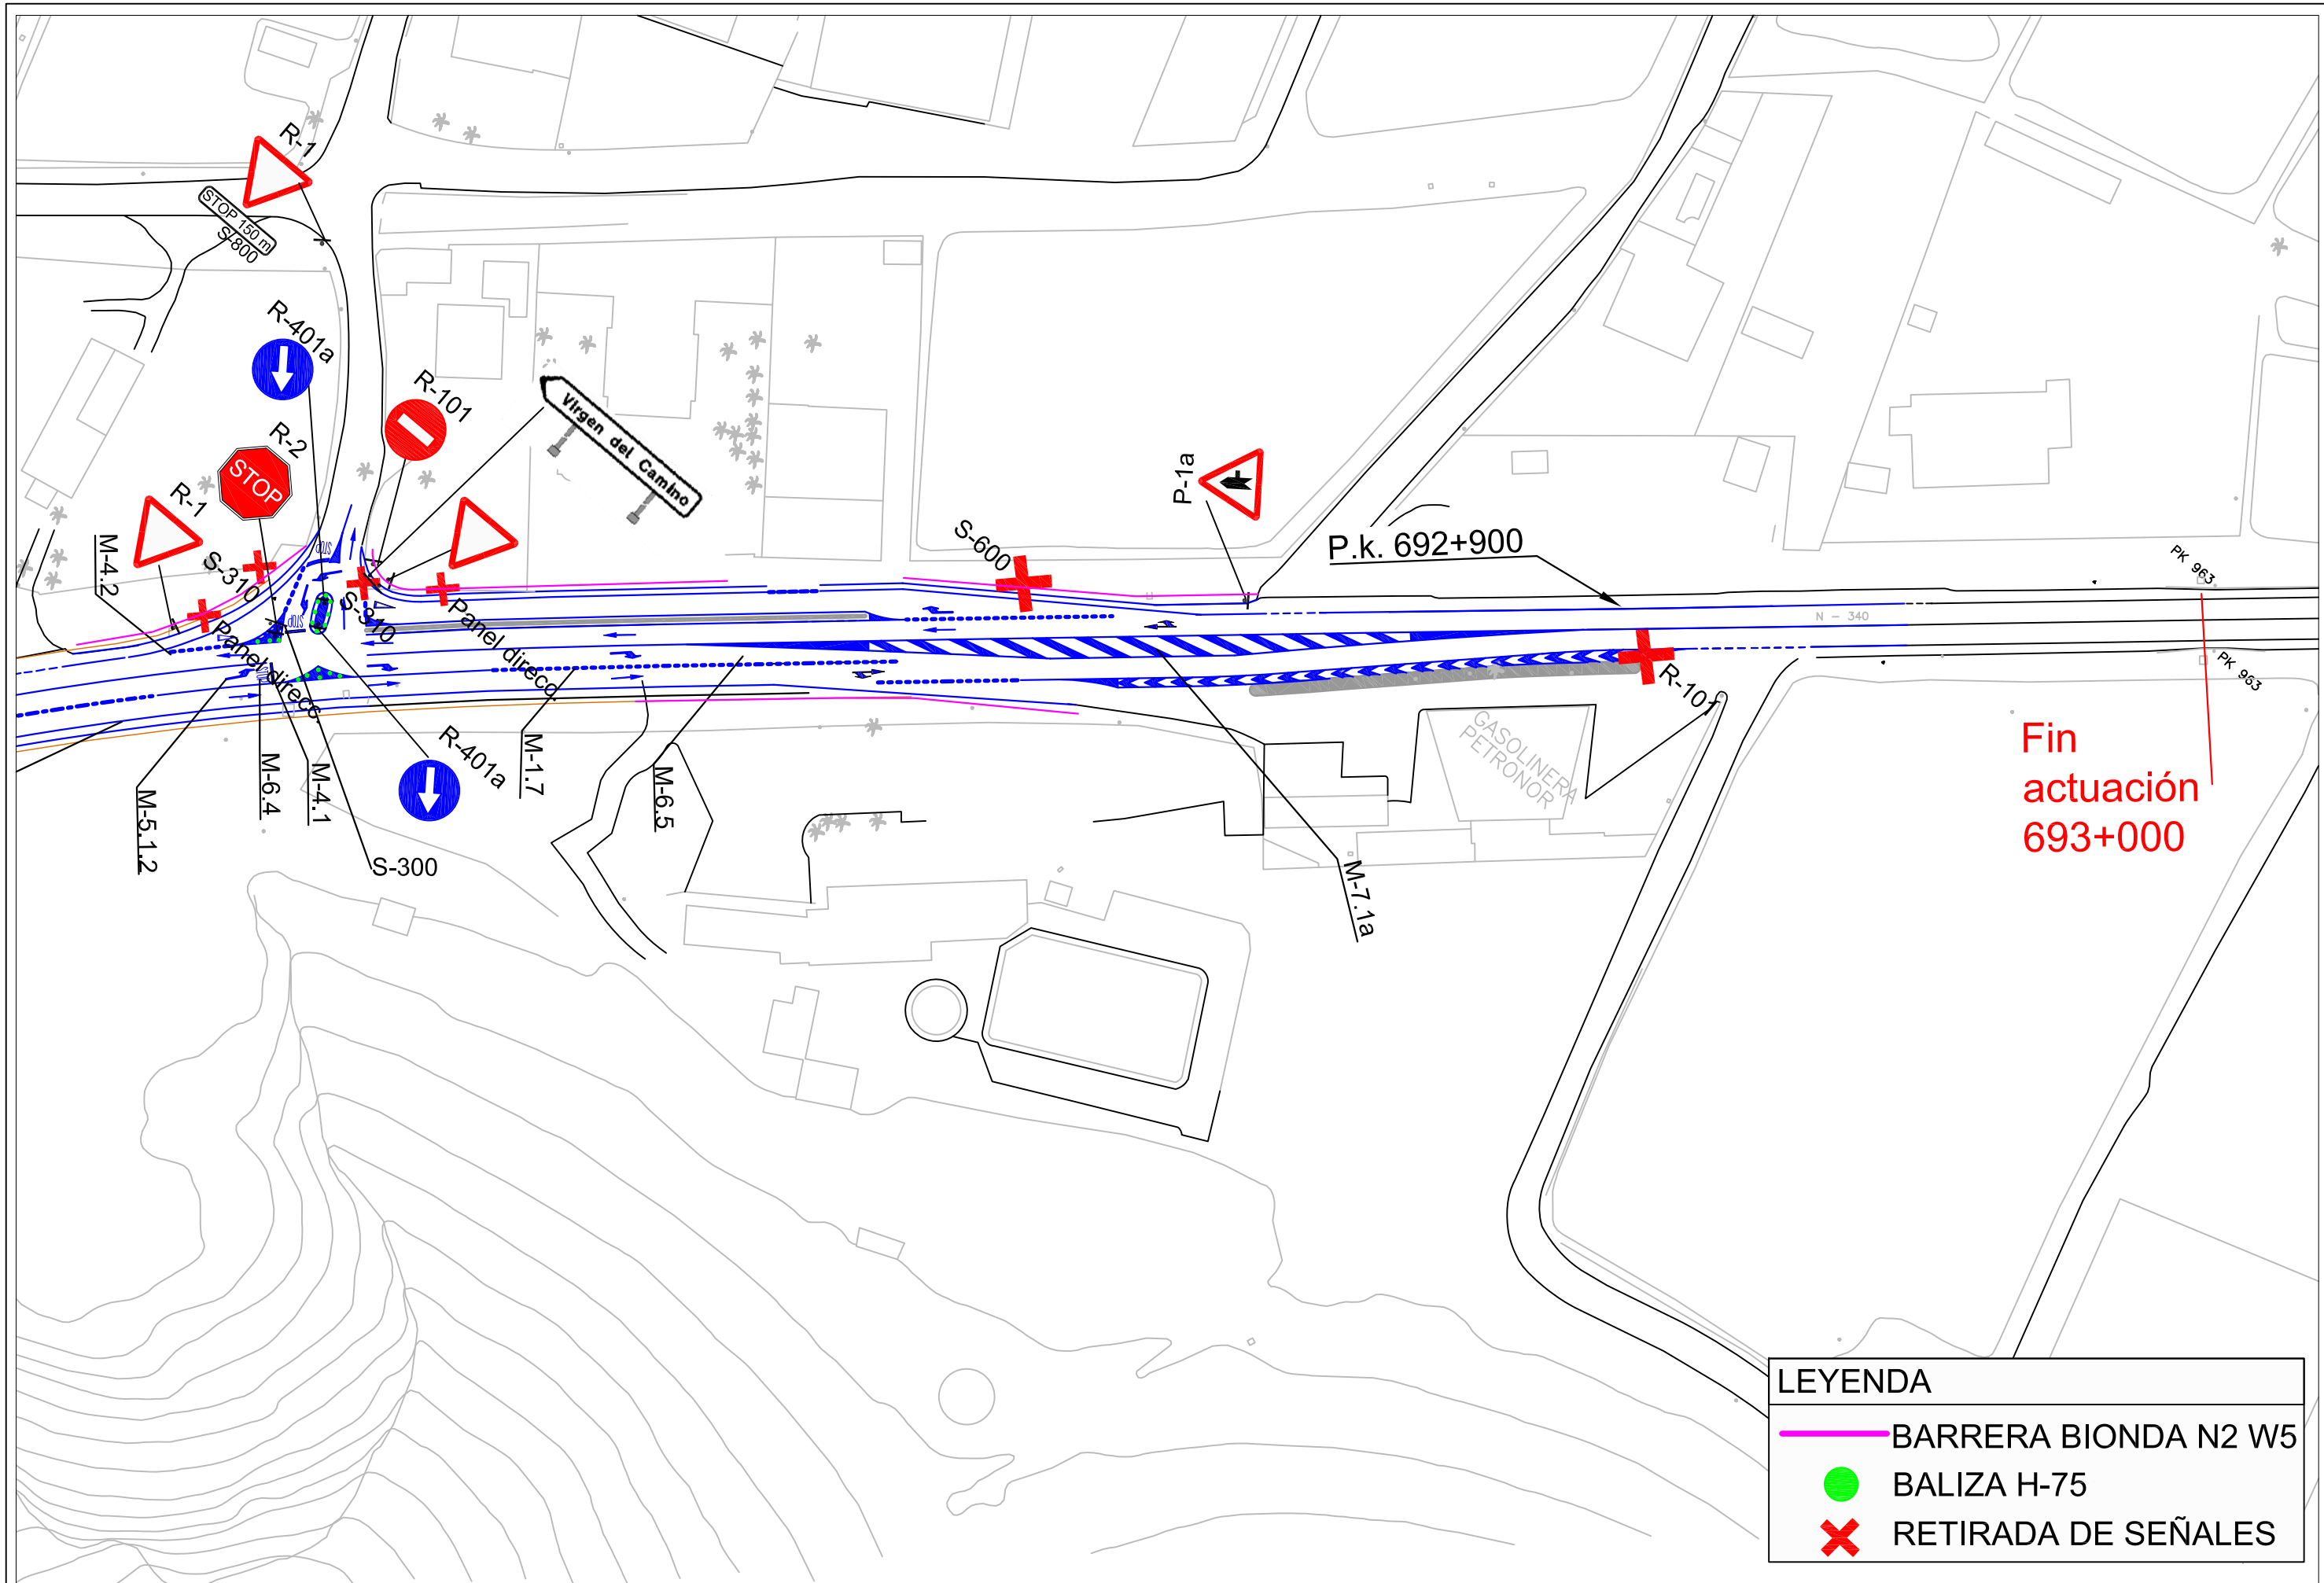 R-1
STOP 150 m
S-800
R-401a
R-101
R-2
STOP
Virgen del Camino
R-1
P-1a
S-600
P.k. 692+900
M-4.2
S-310
STOP
PK 963
N - 340
S-310
Panel direcc.
Panel direcc.
STOP
PK 963
R-101
GASOLINERA
PETRONOR
Fin
actuación
693+000
R-401a
M-1.7
M-6.5
M-6.4
M-4.1
M-5.1.2
S-300
M-7.1a
LEYENDA
BARRERA BIONDA N2 W5
BALIZA H-75
RETIRADA DE SEÑALES